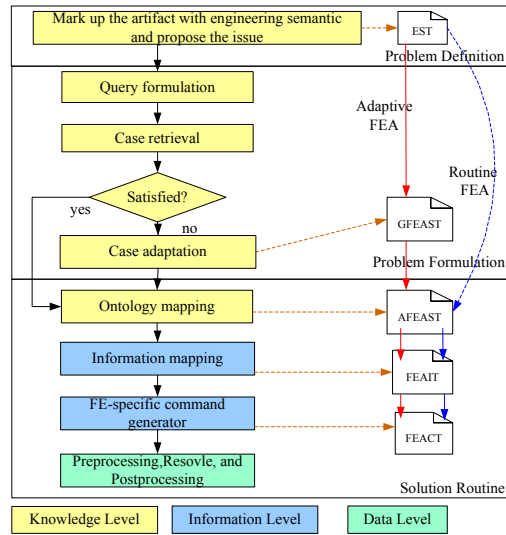 Mark up the artifact with engineering semantic
and propose the issue
EST
Problem Definition
Query formulation
Adaptive
FEA
Case retrieval
Routine
FEA
Satisfied?
yes
no
GFEAST
Case adaptation
Problem Formulation
Ontology mapping
AFEAST
Information mapping
FEAIT
FE-specific command
generator
FEACT
Preprocessing,Resovle, and
Postprocessing
Solution Routine
Knowledge Level
Information Level
Data Level